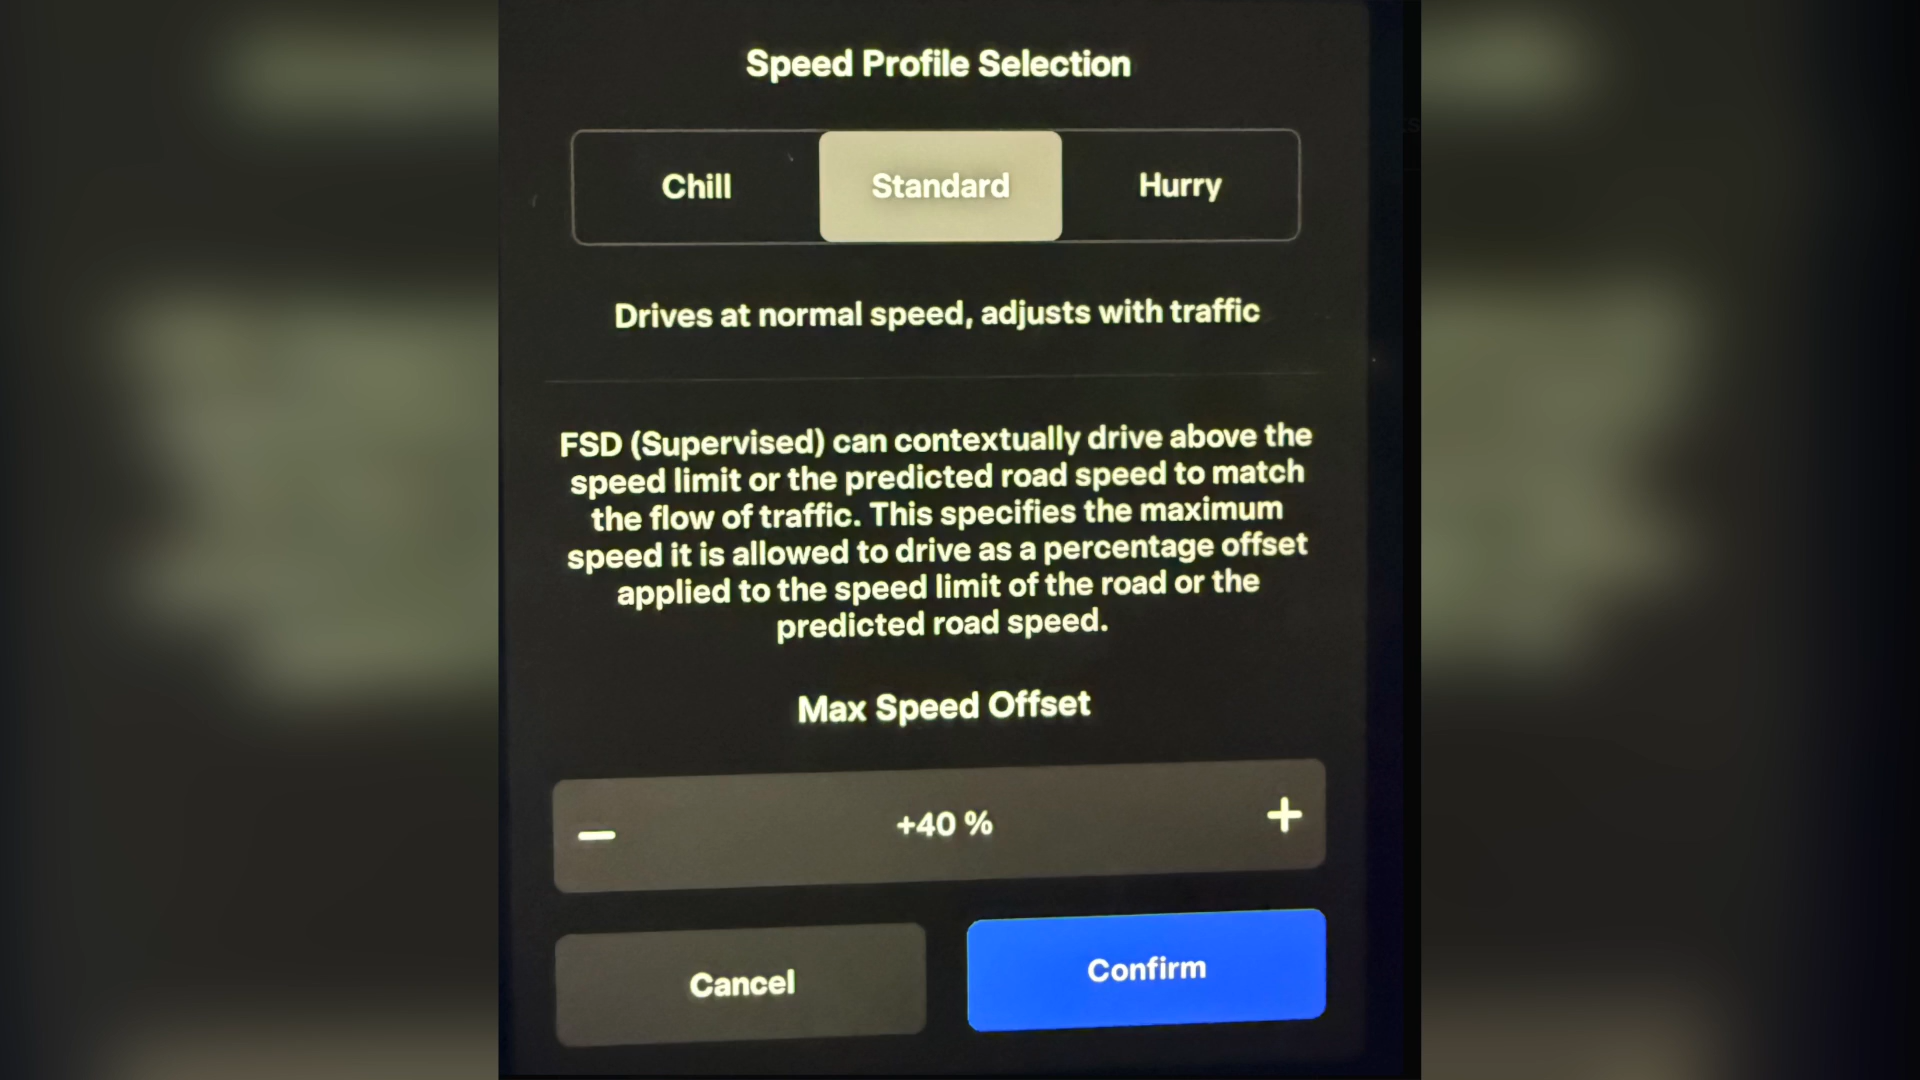 Speed Profile Selection
Chill
Standard
Hurry
Drives at normal speed, adjusts with traffic
FSD (Supervised) can contextually drive above the
speed limit or the predicted road speed to match
the flow of traffic. This specifies the maximum
speed it is allowed to drive as a percentage offset
applied to the speed limit of the road or the
predicted road speed.
Max Speed Offset
+40 %
Cancel
Confirm